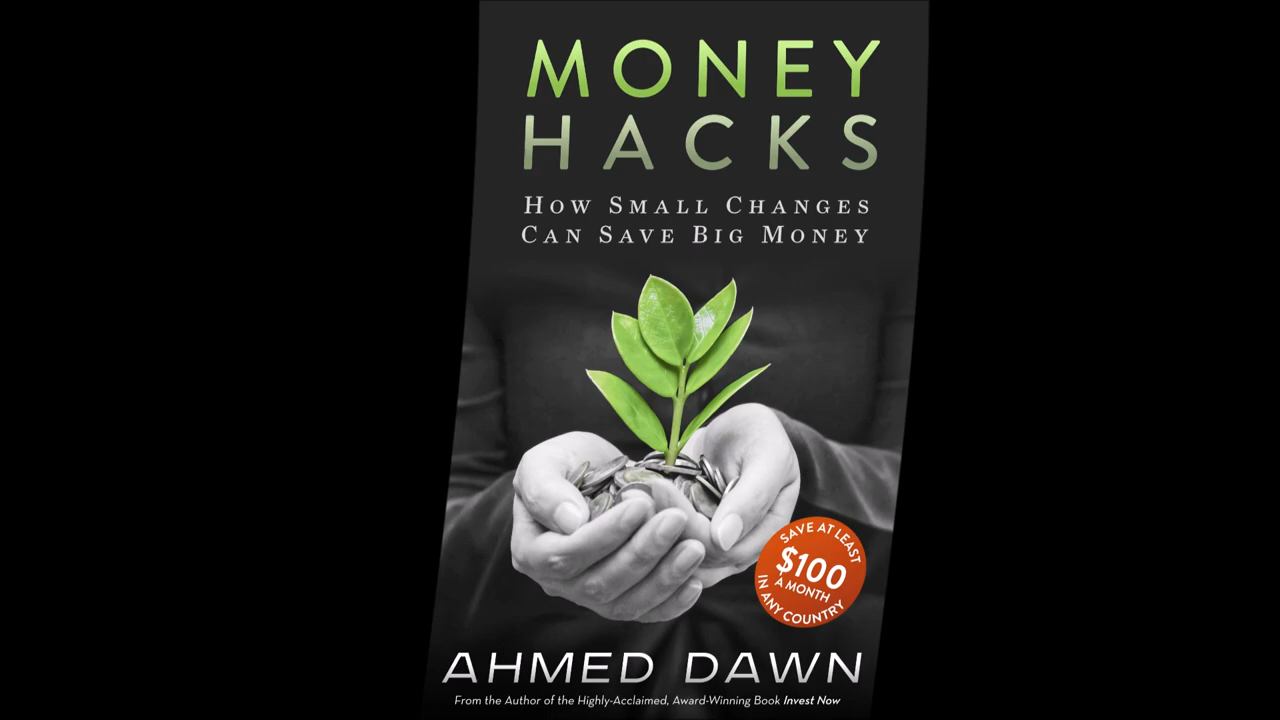 MONEY
HACKS
HOW SMALL CHANGES
CAN SAVE BIG MONEY
SAVE AT LEAST
$100
A MONTH
IN ANY COUNTRY
AHMED DAWN
From the Author of the Highly-Acclaimed, Award-Winning Book Invest Now